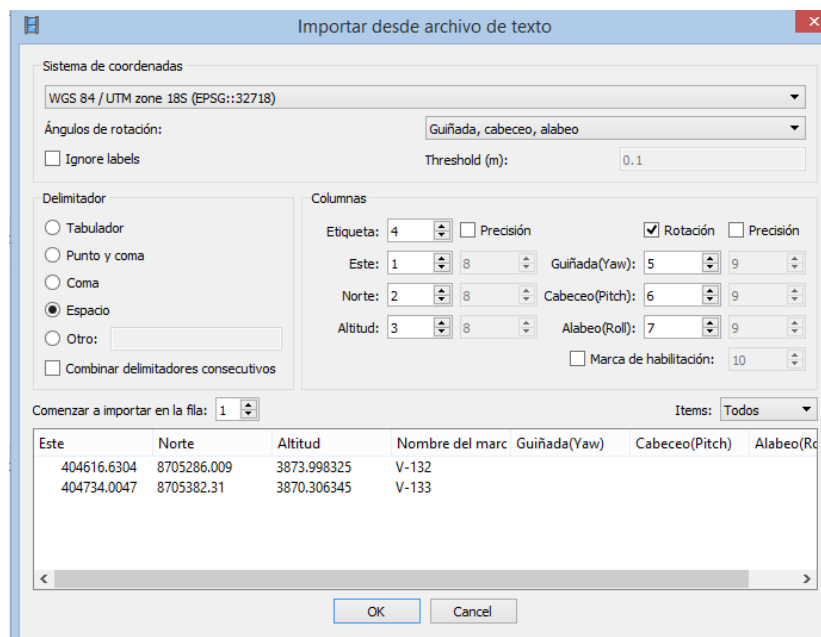 Importar desde archivo de texto
Sistema de coordenadas
WGS 84 / UTM zone 18S (EPSG::32718)
Ángulos de rotación: Guiñada, cabeceo, alabeo
Ignore labels Threshold (m): 0.1
Delimitador Columnas
Tabulador
Punto y coma
Coma
Espacio
Otro:
Combinar delimitadores consecutivos
Etiqueta: 4 Precisión Rotación Precisión
Este: 1 8 Guiñada(Yaw): 5 9
Norte: 2 8 Cabeceo(Pitch): 6 9
Altitud: 3 8 Alabeo(Roll): 7 9
Marca de habilitación: 10
Comenzar a importar en la fila: 1 Items: Todos
Este Norte Altitud Nombre del marc Guiñada(Yaw) Cabeceo(Pitch) Alabeo(Ro
404616.6304 8705286.009 3873.998325 V-132
404734.0047 8705382.31 3870.306345 V-133
OK Cancel